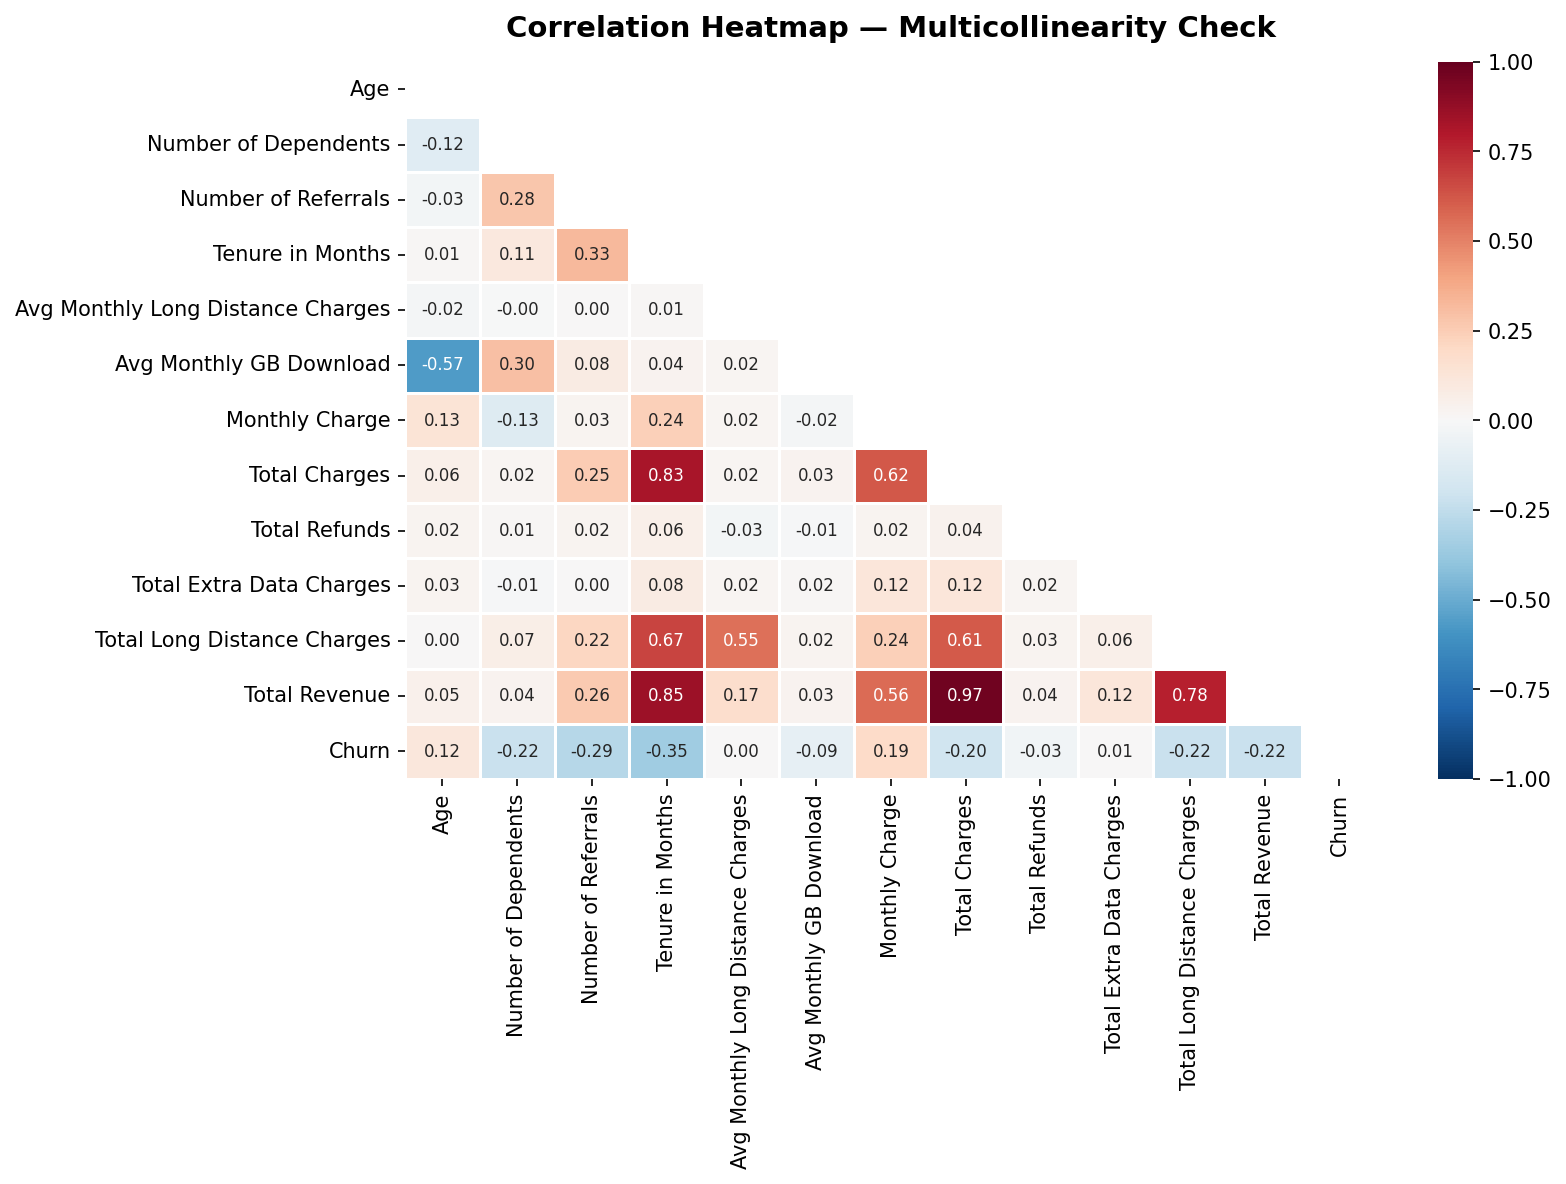 Correlation Heatmap — Multicollinearity Check
Age
Number of Dependents -0.12
Number of Referrals -0.03 0.28
Tenure in Months 0.01 0.11 0.33
Avg Monthly Long Distance Charges -0.02 -0.00 0.00 0.01
Avg Monthly GB Download -0.57 0.30 0.08 0.04 0.02
Monthly Charge 0.13 -0.13 0.03 0.24 0.02 -0.02
Total Charges 0.06 0.02 0.25 0.83 0.02 0.03 0.62
Total Refunds 0.02 0.01 0.02 0.06 -0.03 -0.01 0.02 0.04
Total Extra Data Charges 0.03 -0.01 0.00 0.08 0.02 0.02 0.12 0.12 0.02
Total Long Distance Charges 0.00 0.07 0.22 0.67 0.55 0.02 0.24 0.61 0.03 0.06
Total Revenue 0.05 0.04 0.26 0.85 0.17 0.03 0.56 0.97 0.04 0.12 0.78
Churn 0.12 -0.22 -0.29 -0.35 0.00 -0.09 0.19 -0.20 -0.03 0.01 -0.22 -0.22
Age
Number of Dependents
Number of Referrals
Tenure in Months
Avg Monthly Long Distance Charges
Avg Monthly GB Download
Monthly Charge
Total Charges
Total Refunds
Total Extra Data Charges
Total Long Distance Charges
Total Revenue
Churn
1.00
0.75
0.50
0.25
0.00
−0.25
−0.50
−0.75
−1.00